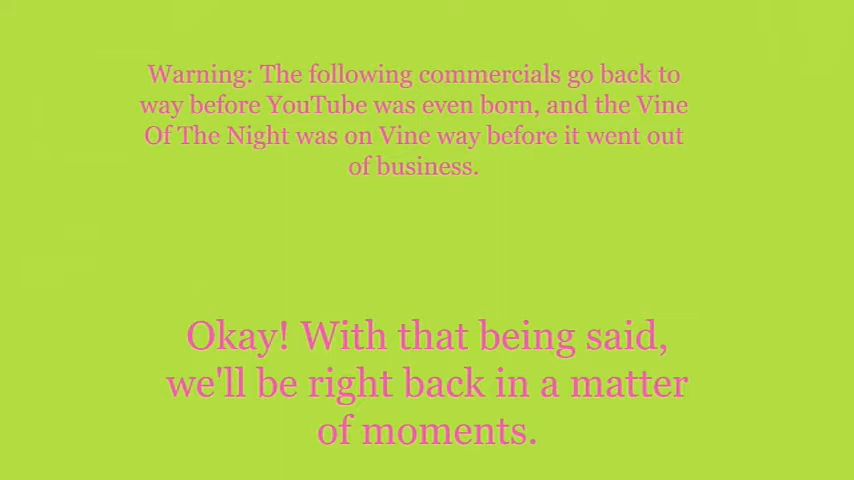 Warning: The following commercials go back to
way before YouTube was even born, and the Vine
Of The Night was on Vine way before it went out
of business.
Okay! With that being said,
we'll be right back in a matter
of moments.